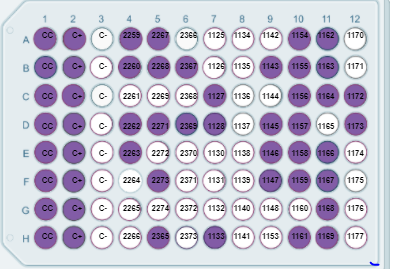 1 2 3 4 5 6 7 8 9 10 11 12
A CC C+ C- 2259 2267 2366 1125 1134 1142 1154 1162 1170
B CC C+ C- 2260 2268 2367 1126 1135 1143 1155 1163 1171
C CC C+ C- 2261 2269 2368 1127 1136 1144 1156 1164 1172
D CC C+ C- 2262 2271 2365 1128 1137 1145 1157 1165 1173
E CC C+ C- 2263 2272 2370 1130 1138 1146 1158 1166 1174
F CC C+ C- 2264 2273 2371 1131 1139 1147 1159 1167 1175
G CC C+ C- 2265 2274 2372 1132 1140 1148 1160 1168 1176
H CC C+ C- 2266 2365 2373 1133 1141 1153 1161 1169 1177